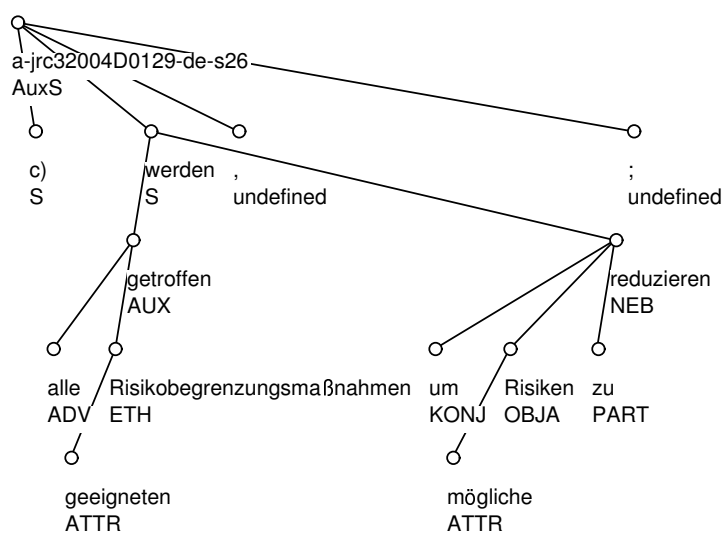 a-jrc32004D0129-de-s26
AuxS
c) werden , ;
S S undefined undefined
getroffen reduzieren
AUX NEB
alle Risikobegrenzungsmaßnahmen um Risiken zu
ADV ETH KONJ OBJA PART
geeigneten mögliche
ATTR ATTR